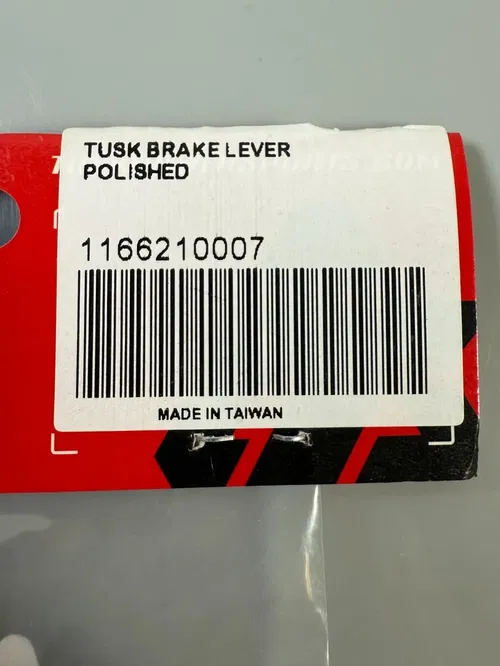 TUSK BRAKE LEVER
POLISHED
1166210007
MADE IN TAIWAN